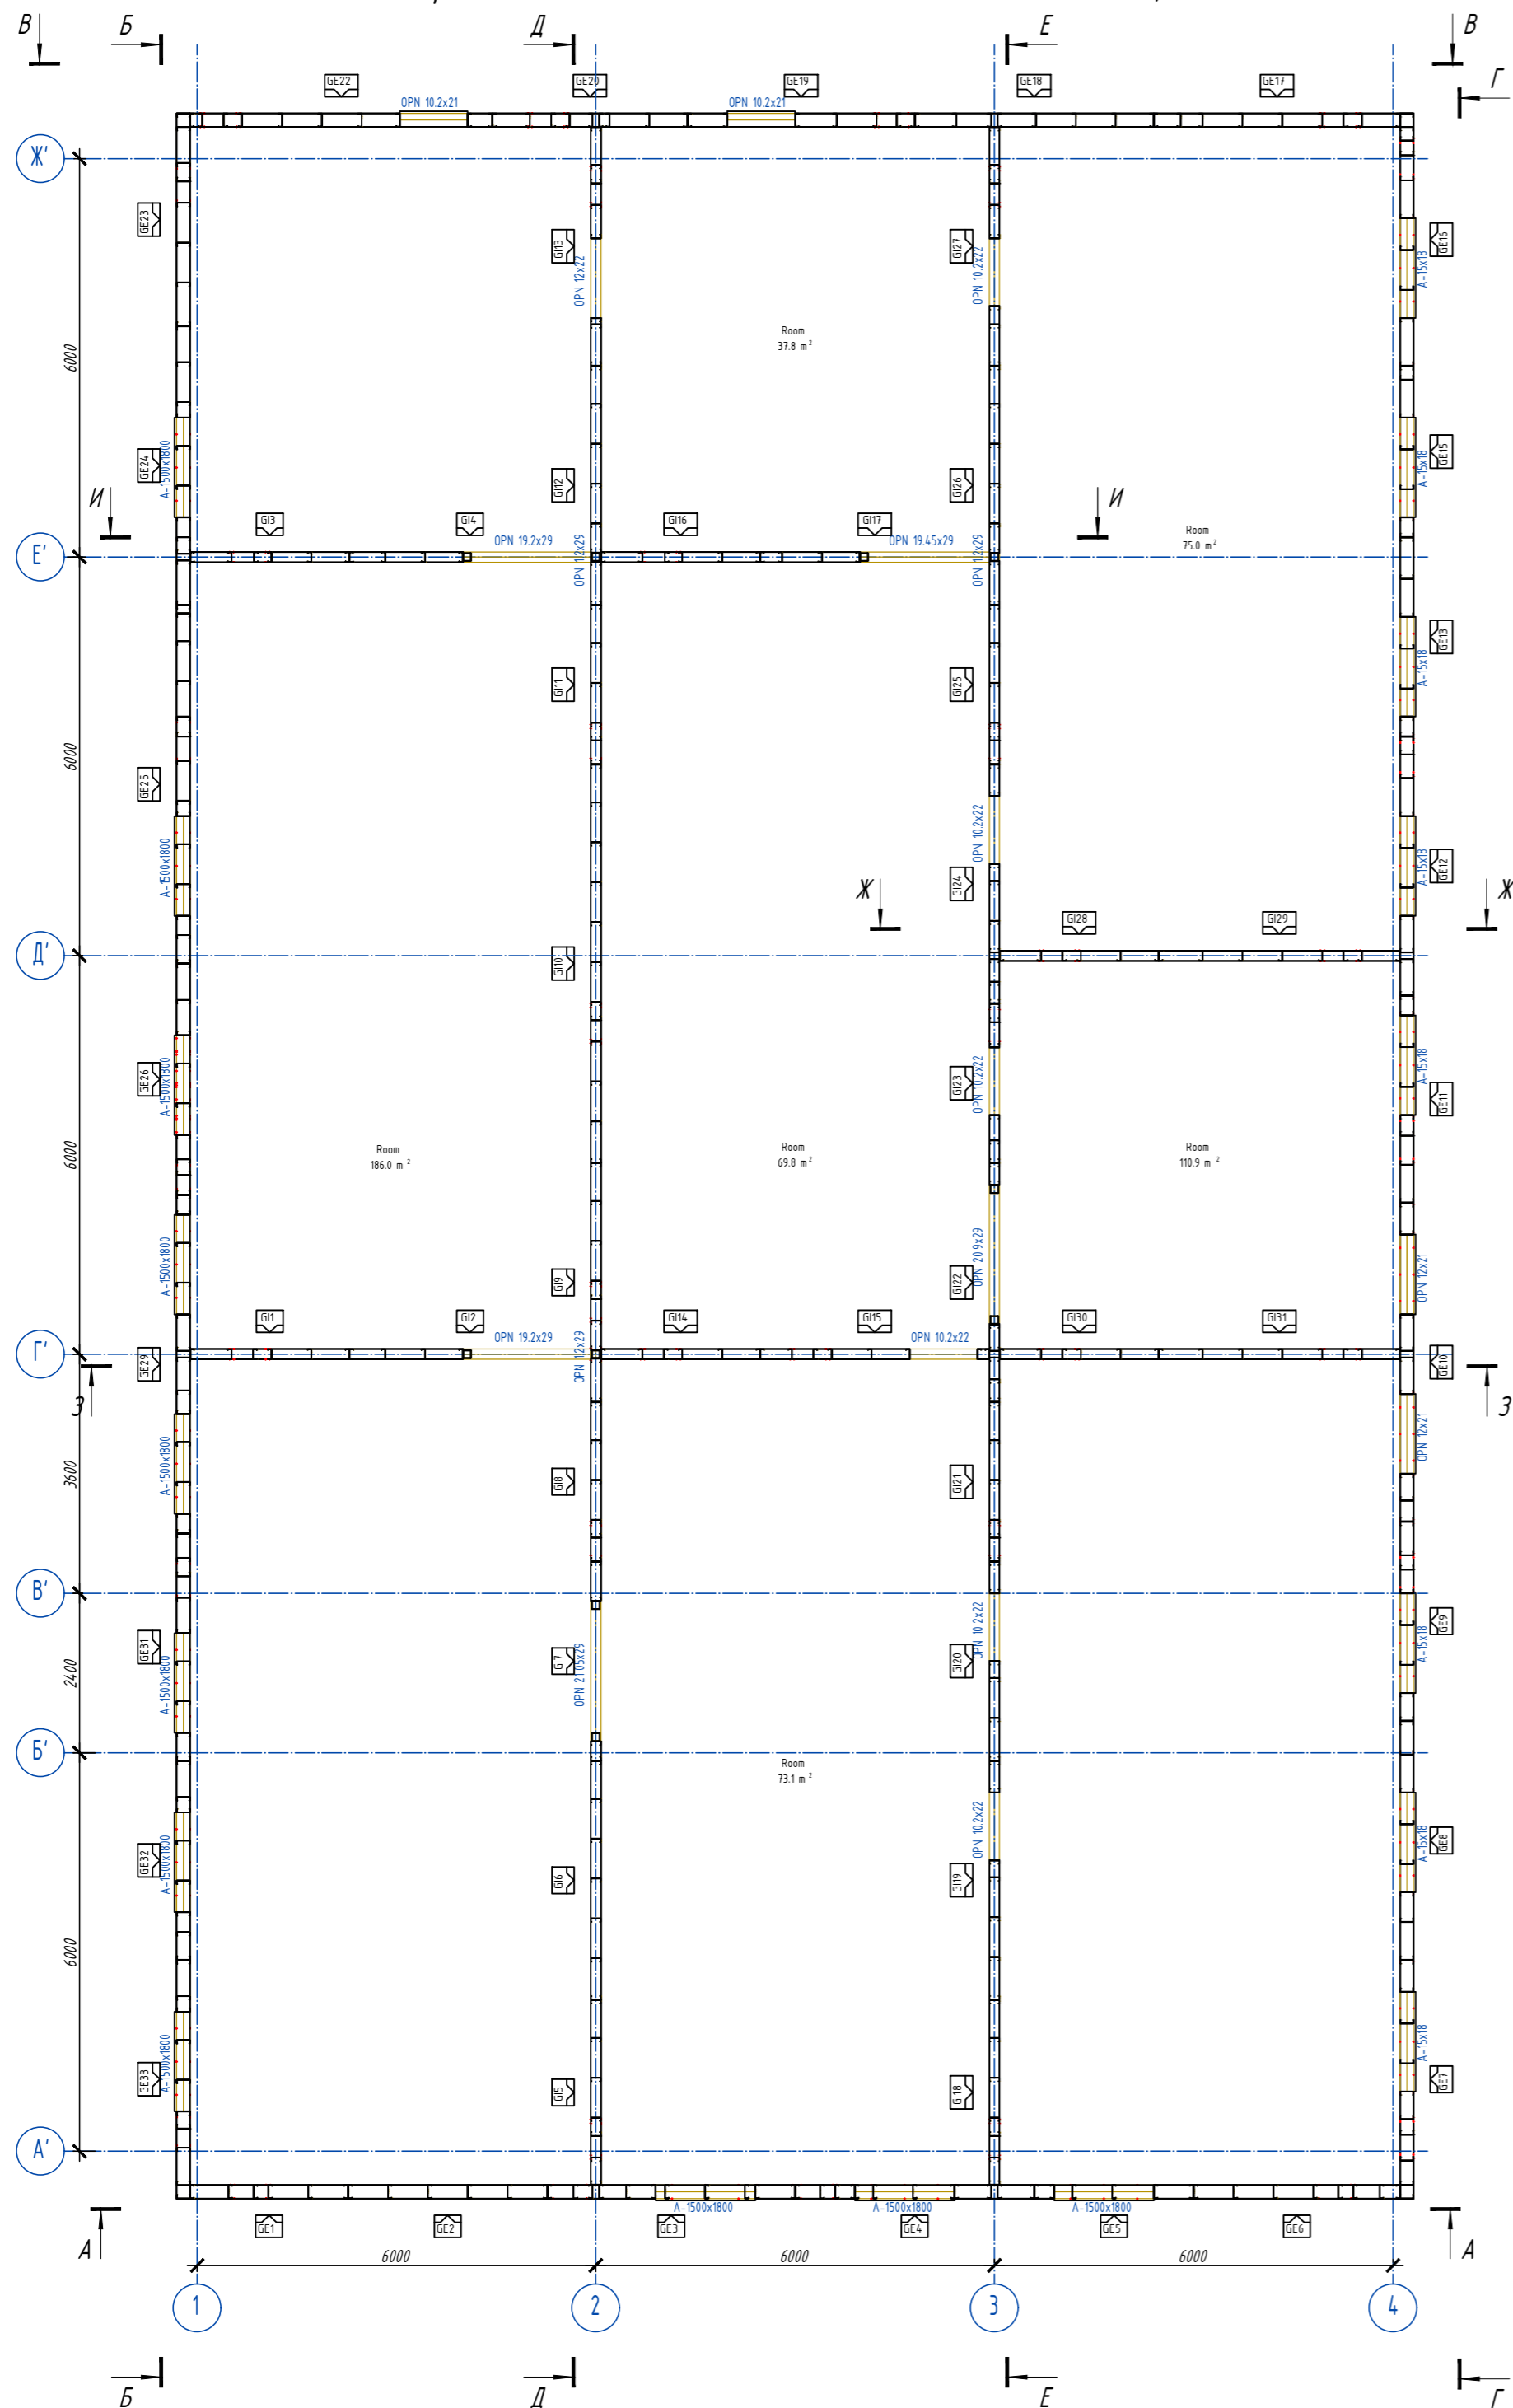 В Б Д Е В
Г
GE22 GE20 GE19 GE18 GE17
OPN 10.2x21 OPN 10.2x21
Ж'
GE23 GI13 GI27 GE16
OPN 12x22 OPN 10.2x22 A-15x18
Room
37.8 m²
6000
GE24 GI12 GI26 GE15
A-1500x1800 A-15x18
И И
GI3 GI4 GI16 GI17
OPN 19.2x29 OPN 19.45x29
Room
75.0 m²
Е'
OPN 12x29 OPN 12x29
GI11 GI25 GE13
A-15x18
6000
GE25 GI24 GE12
A-1500x1800 OPN 10.2x22 A-15x18
Ж Ж
GI28 GI29
Д'
GI10
GE26 GI23 GE11
A-1500x1800 OPN 10.2x22 A-15x18
6000
Room
186.0 m²
Room
69.8 m²
Room
110.9 m²
A-1500x1800 GI9 GI22 OPN 20.9x29 OPN 12x21
GI1 GI2 GI14 GI15 GI30 GI31
OPN 19.2x29 OPN 10.2x22
Г'
GE29 OPN 12x29 GE10
З З
3600
A-1500x1800 GI8 GI21 OPN 12x21
В'
GE31 GI7 GI20 GE9
A-1500x1800 OPN 21.05x29 OPN 10.2x22 A-15x18
2400
Б'
Room
73.1 m²
GE32 GI6 GI19 GE8
A-1500x1800 OPN 10.2x22 A-15x18
6000
GE33 GI5 GI18 GE7
A-1500x1800 A-15x18
А'
A-1500x1800 A-1500x1800 A-1500x1800
GE1 GE2 GE3 GE4 GE5 GE6
А А
6000 6000 6000
1 2 3 4
Б Д Е Г